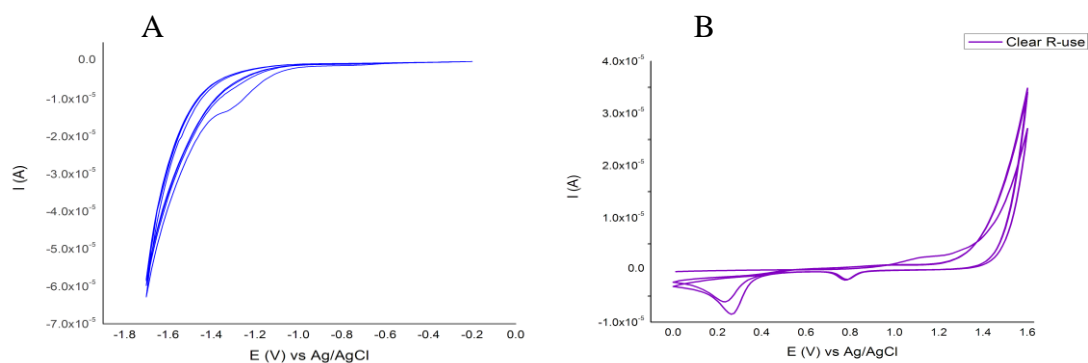 A
0.0
-1.0x10⁻⁵
-2.0x10⁻⁵
-3.0x10⁻⁵
-4.0x10⁻⁵
-5.0x10⁻⁵
-6.0x10⁻⁵
-7.0x10⁻⁵
I (A)
-1.8 -1.6 -1.4 -1.2 -1.0 -0.8 -0.6 -0.4 -0.2 0.0
E (V) vs Ag/AgCl
B
Clear R-use
4.0x10⁻⁵
3.0x10⁻⁵
2.0x10⁻⁵
1.0x10⁻⁵
0.0
-1.0x10⁻⁵
I (A)
0.0 0.2 0.4 0.6 0.8 1.0 1.2 1.4 1.6
E (V) vs Ag/AgCl